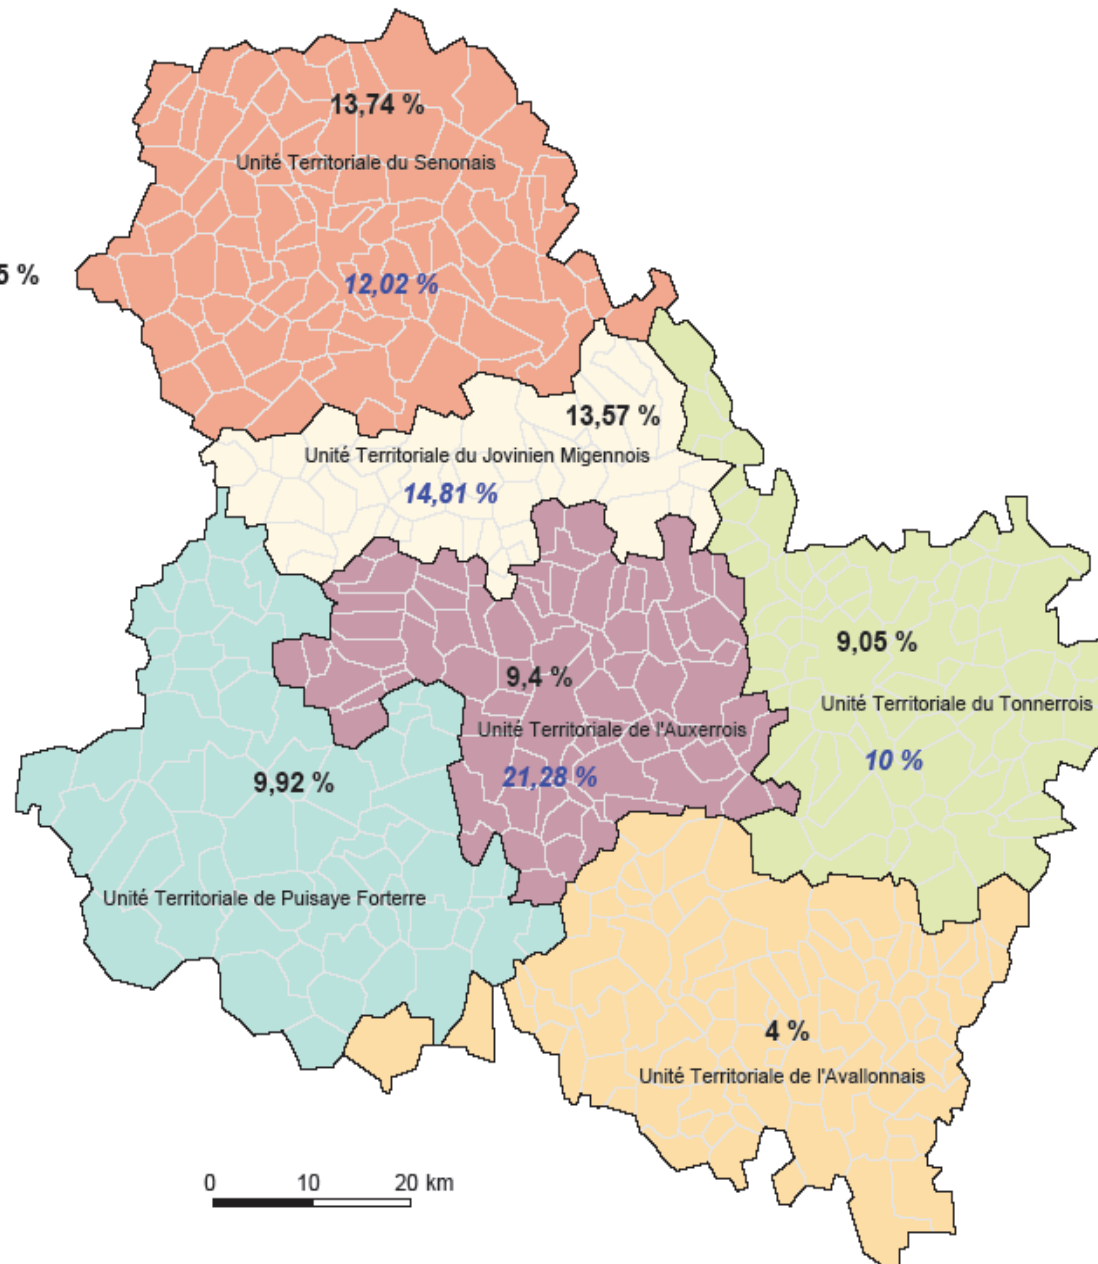 13,74 %
Unité Territoriale du Senonais
5 %
12,02 %
13,57 %
Unité Territoriale du Jovinien Migennois
14,81 %
9,05 %
9,4 %
Unité Territoriale du Tonnerrois
Unité Territoriale de l'Auxerrois
10 %
21,28 %
9,92 %
Unité Territoriale de Puisaye Forterre
4 %
Unité Territoriale de l'Avallonnais
0 10 20 km